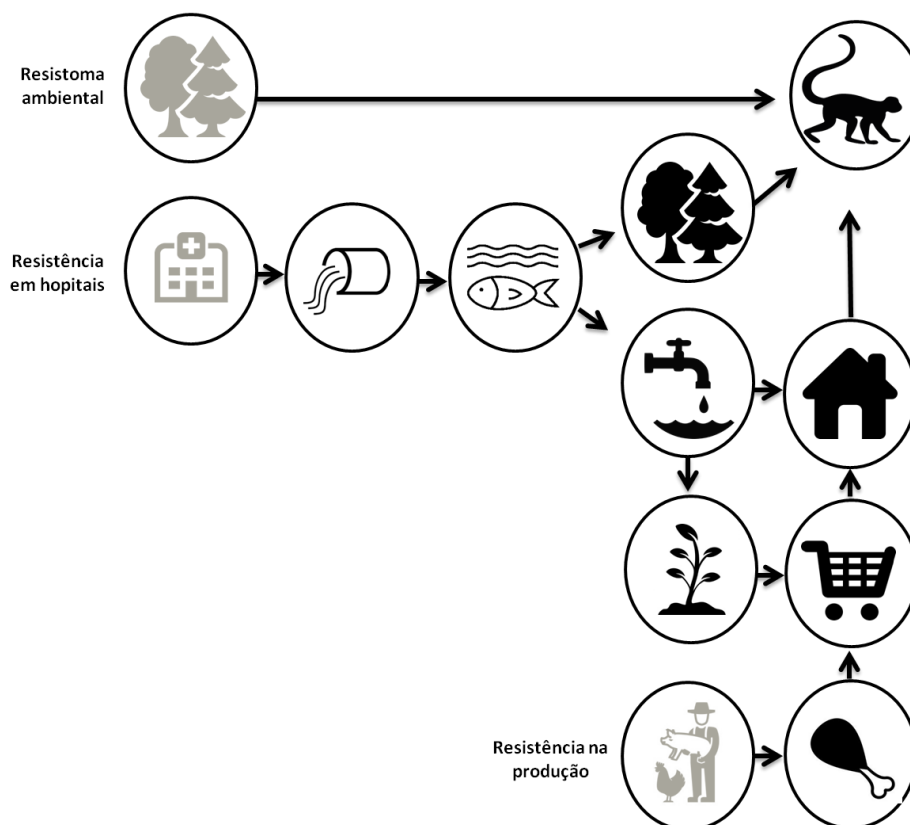 Resistoma
ambiental
Resistência
em hopitais
Resistência na
produção